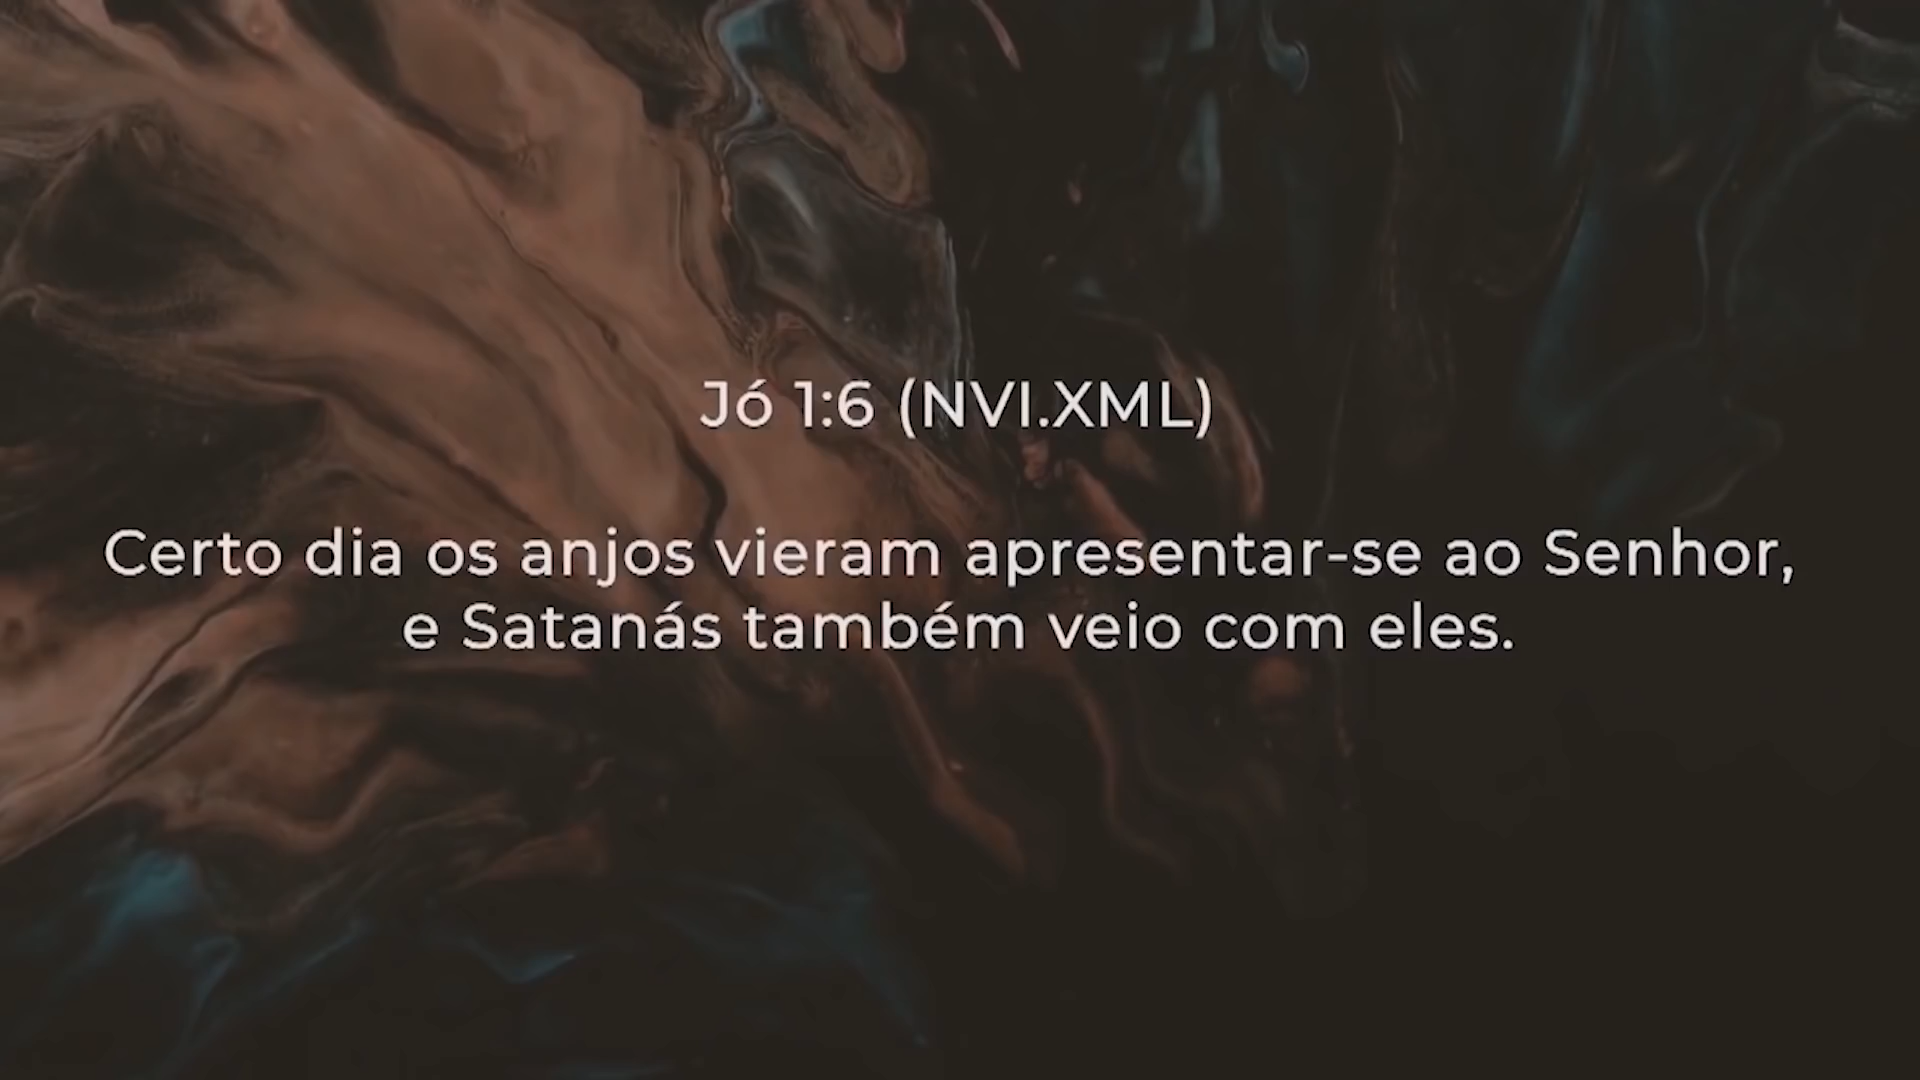 Jó 1:6 (NVI.XML)
Certo dia os anjos vieram apresentar-se ao Senhor,
e Satanás também veio com eles.